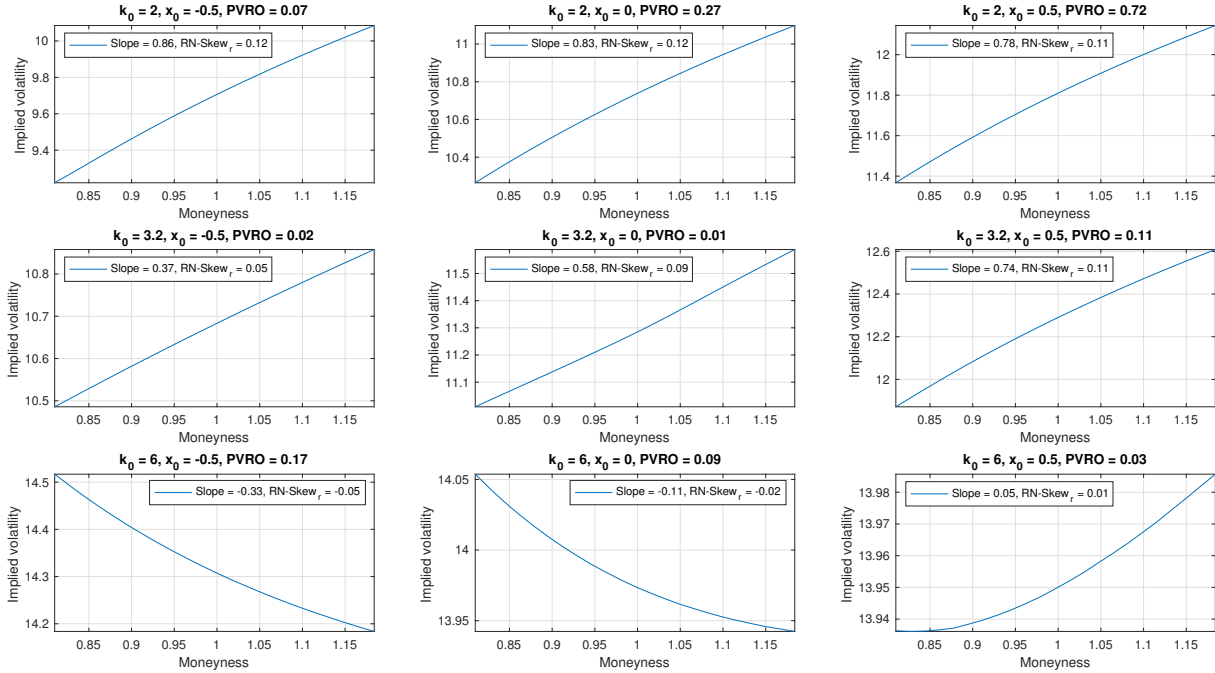 k0 = 2, x0 = -0.5, PVRO = 0.07
Slope = 0.86, RN-Skewr = 0.12
Implied volatility
10
9.8
9.6
9.4
0.85 0.9 0.95 1 1.05 1.1 1.15
Moneyness
k0 = 2, x0 = 0, PVRO = 0.27
Slope = 0.83, RN-Skewr = 0.12
Implied volatility
11
10.8
10.6
10.4
0.85 0.9 0.95 1 1.05 1.1 1.15
Moneyness
k0 = 2, x0 = 0.5, PVRO = 0.72
Slope = 0.78, RN-Skewr = 0.11
Implied volatility
12
11.8
11.6
11.4
0.85 0.9 0.95 1 1.05 1.1 1.15
Moneyness
k0 = 3.2, x0 = -0.5, PVRO = 0.02
Slope = 0.37, RN-Skewr = 0.05
Implied volatility
10.8
10.7
10.6
10.5
0.85 0.9 0.95 1 1.05 1.1 1.15
Moneyness
k0 = 3.2, x0 = 0, PVRO = 0.01
Slope = 0.58, RN-Skewr = 0.09
Implied volatility
11.5
11.4
11.3
11.2
11.1
0.85 0.9 0.95 1 1.05 1.1 1.15
Moneyness
k0 = 3.2, x0 = 0.5, PVRO = 0.11
Slope = 0.74, RN-Skewr = 0.11
Implied volatility
12.6
12.4
12.2
12
0.85 0.9 0.95 1 1.05 1.1 1.15
Moneyness
k0 = 6, x0 = -0.5, PVRO = 0.17
Slope = -0.33, RN-Skewr = -0.05
Implied volatility
14.5
14.4
14.3
14.2
0.85 0.9 0.95 1 1.05 1.1 1.15
Moneyness
k0 = 6, x0 = 0, PVRO = 0.09
Slope = -0.11, RN-Skewr = -0.02
Implied volatility
14.05
14
13.95
0.85 0.9 0.95 1 1.05 1.1 1.15
Moneyness
k0 = 6, x0 = 0.5, PVRO = 0.03
Slope = 0.05, RN-Skewr = 0.01
Implied volatility
13.98
13.97
13.96
13.95
13.94
0.85 0.9 0.95 1 1.05 1.1 1.15
Moneyness